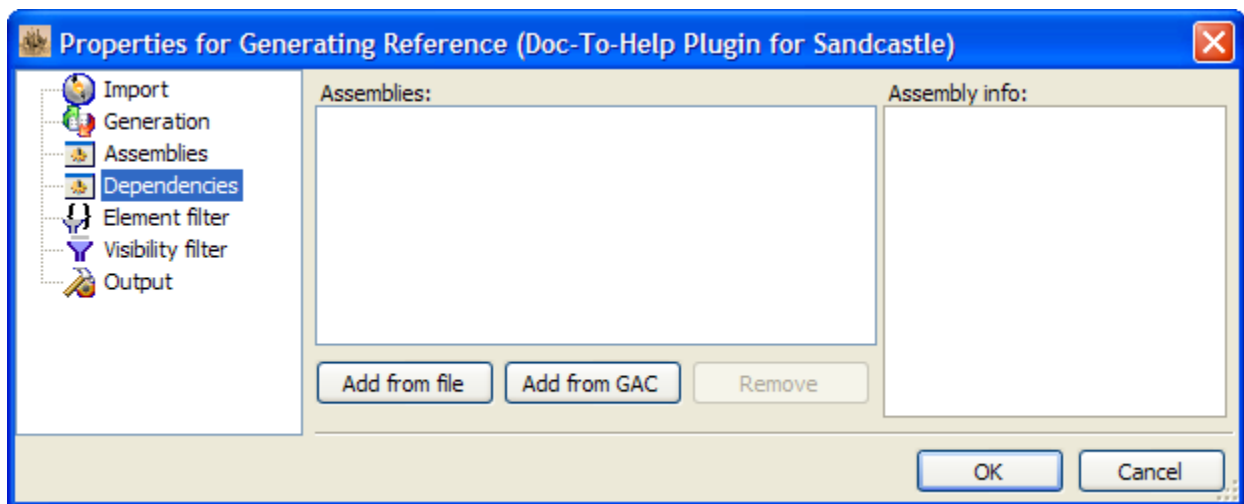 Properties for Generating Reference (Doc-To-Help Plugin for Sandcastle)
Import
Generation
Assemblies
Dependencies
Element filter
Visibility filter
Output
Assemblies:
Add from file
Add from GAC
Remove
Assembly info:
OK
Cancel